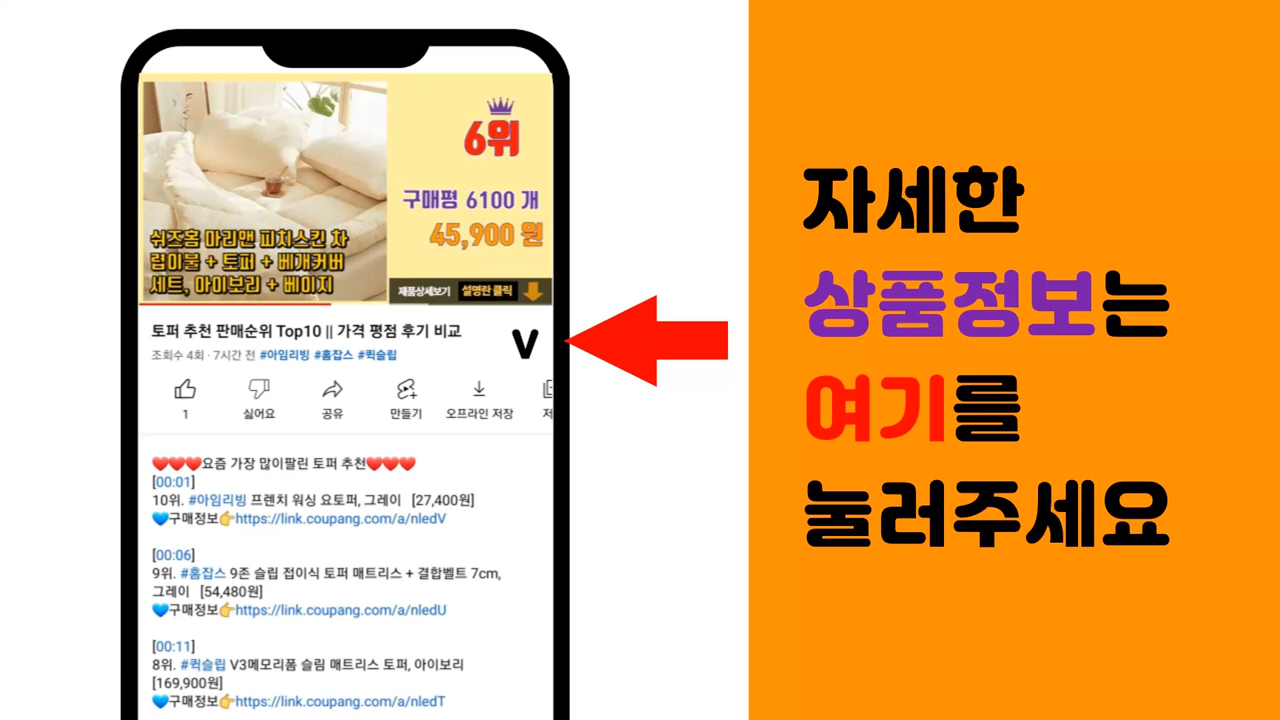 6위
구매평 6100 개
45,900 원
쉬즈홈 마리앤 피치스킨 차
렵이불 + 토퍼 + 베개커버
세트, 아이보리 + 베이지
제품상세보기 설명란 클릭
토퍼 추천 판매순위 Top10 || 가격 평점 후기 비교
V
조회수 4회 · 7시간 전 #아임리빙 #홈잡스 #퀵슬립
1 싫어요 공유 만들기 오프라인 저장 저
❤️❤️❤️요즘 가장 많이팔린 토퍼 추천❤️❤️❤️
[00:01]
10위. #아임리빙 프렌치 워싱 요토퍼, 그레이 [27,400원]
💙구매정보👉https://link.coupang.com/a/nledV
[00:06]
9위. #홈잡스 9존 슬립 접이식 토퍼 매트리스 + 결합벨트 7cm,
그레이 [54,480원]
💙구매정보👉https://link.coupang.com/a/nledU
[00:11]
8위. #퀵슬립 V3메모리폼 슬림 매트리스 토퍼, 아이보리
[169,900원]
💙구매정보👉https://link.coupang.com/a/nledT
자세한
상품정보는
여기를
눌러주세요